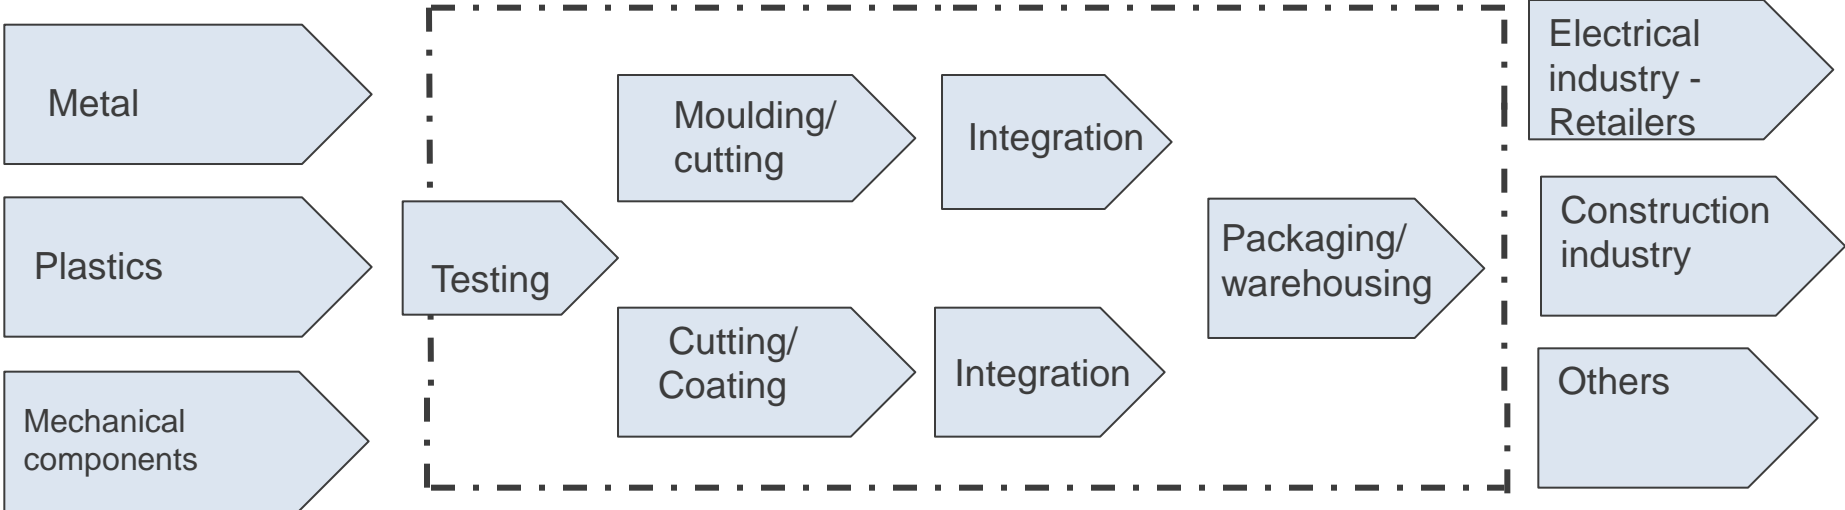 Metal
Plastics
Mechanical
components
Testing
Moulding/
cutting
Integration
Cutting/
Coating
Integration
Packaging/
warehousing
Electrical
industry -
Retailers
Construction
industry
Others